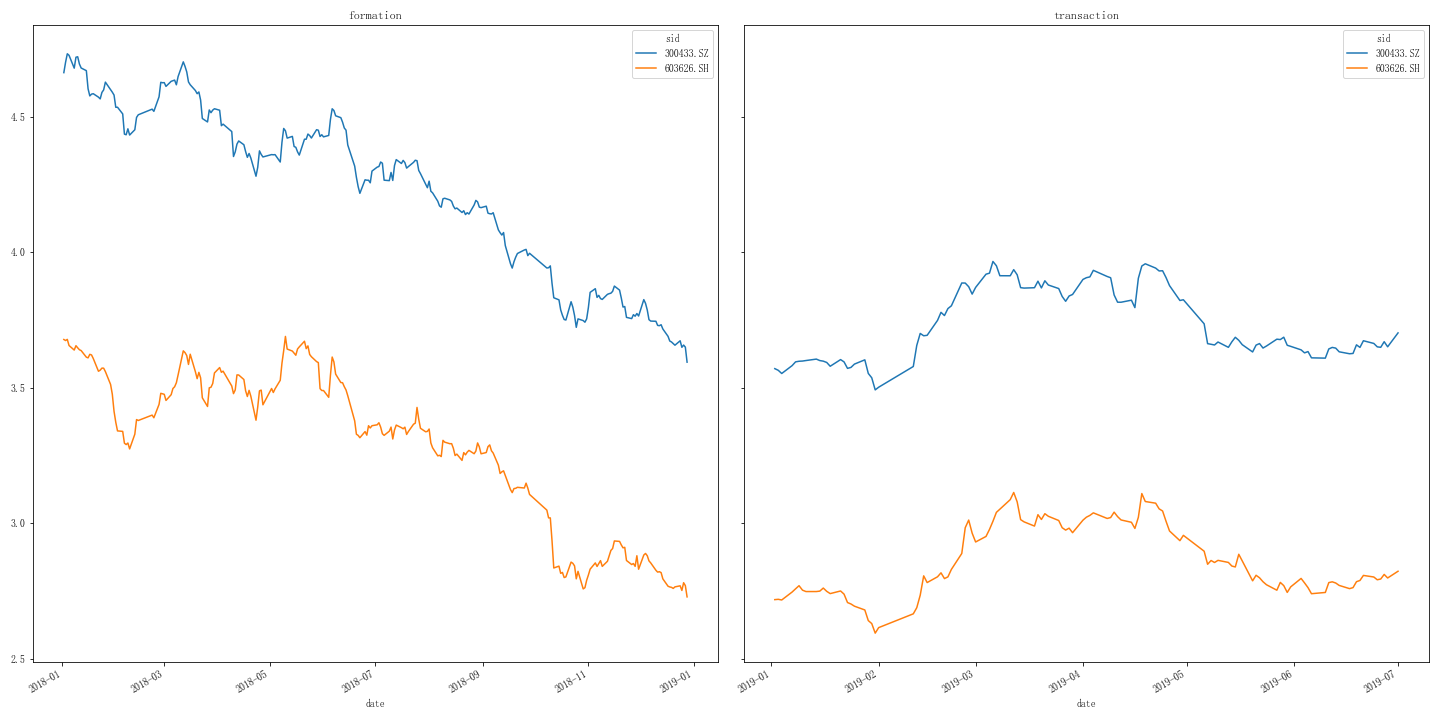 formation
sid
300433.SZ
603626.SH
4.5
4.0
3.5
3.0
2.5
2018-01
2018-03
2018-05
2018-07
2018-09
2018-11
2019-01
date
transaction
sid
300433.SZ
603626.SH
2019-01
2019-02
2019-03
2019-04
2019-05
2019-06
2019-07
date